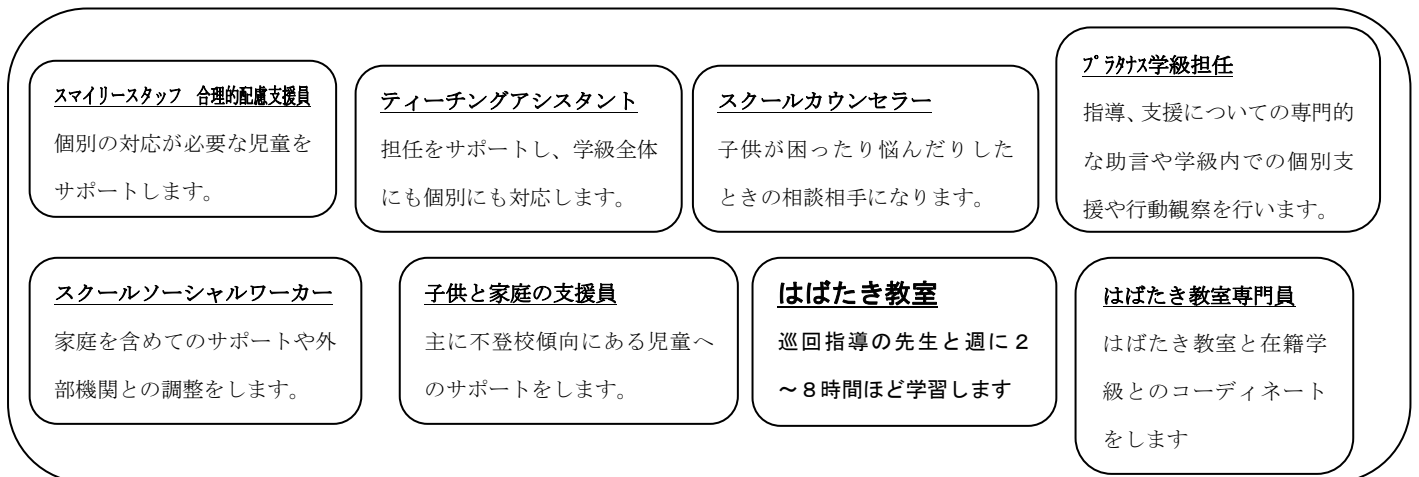 スマイリースタッフ　合理的配慮支援員
個別の対応が必要な児童を
サポートします。
ティーチングアシスタント
担任をサポートし、学級全体
にも個別にも対応します。
スクールカウンセラー
子供が困ったり悩んだりした
ときの相談相手になります。
プラタナス学級担任
指導、支援についての専門的
な助言や学級内での個別支
援や行動観察を行います。
スクールソーシャルワーカー
家庭を含めてのサポートや外
部機関との調整をします。
子供と家庭の支援員
主に不登校傾向にある児童へ
のサポートをします。
はばたき教室
巡回指導の先生と週に２
～８時間ほど学習します
はばたき教室専門員
はばたき教室と在籍学
級とのコーディネート
をします